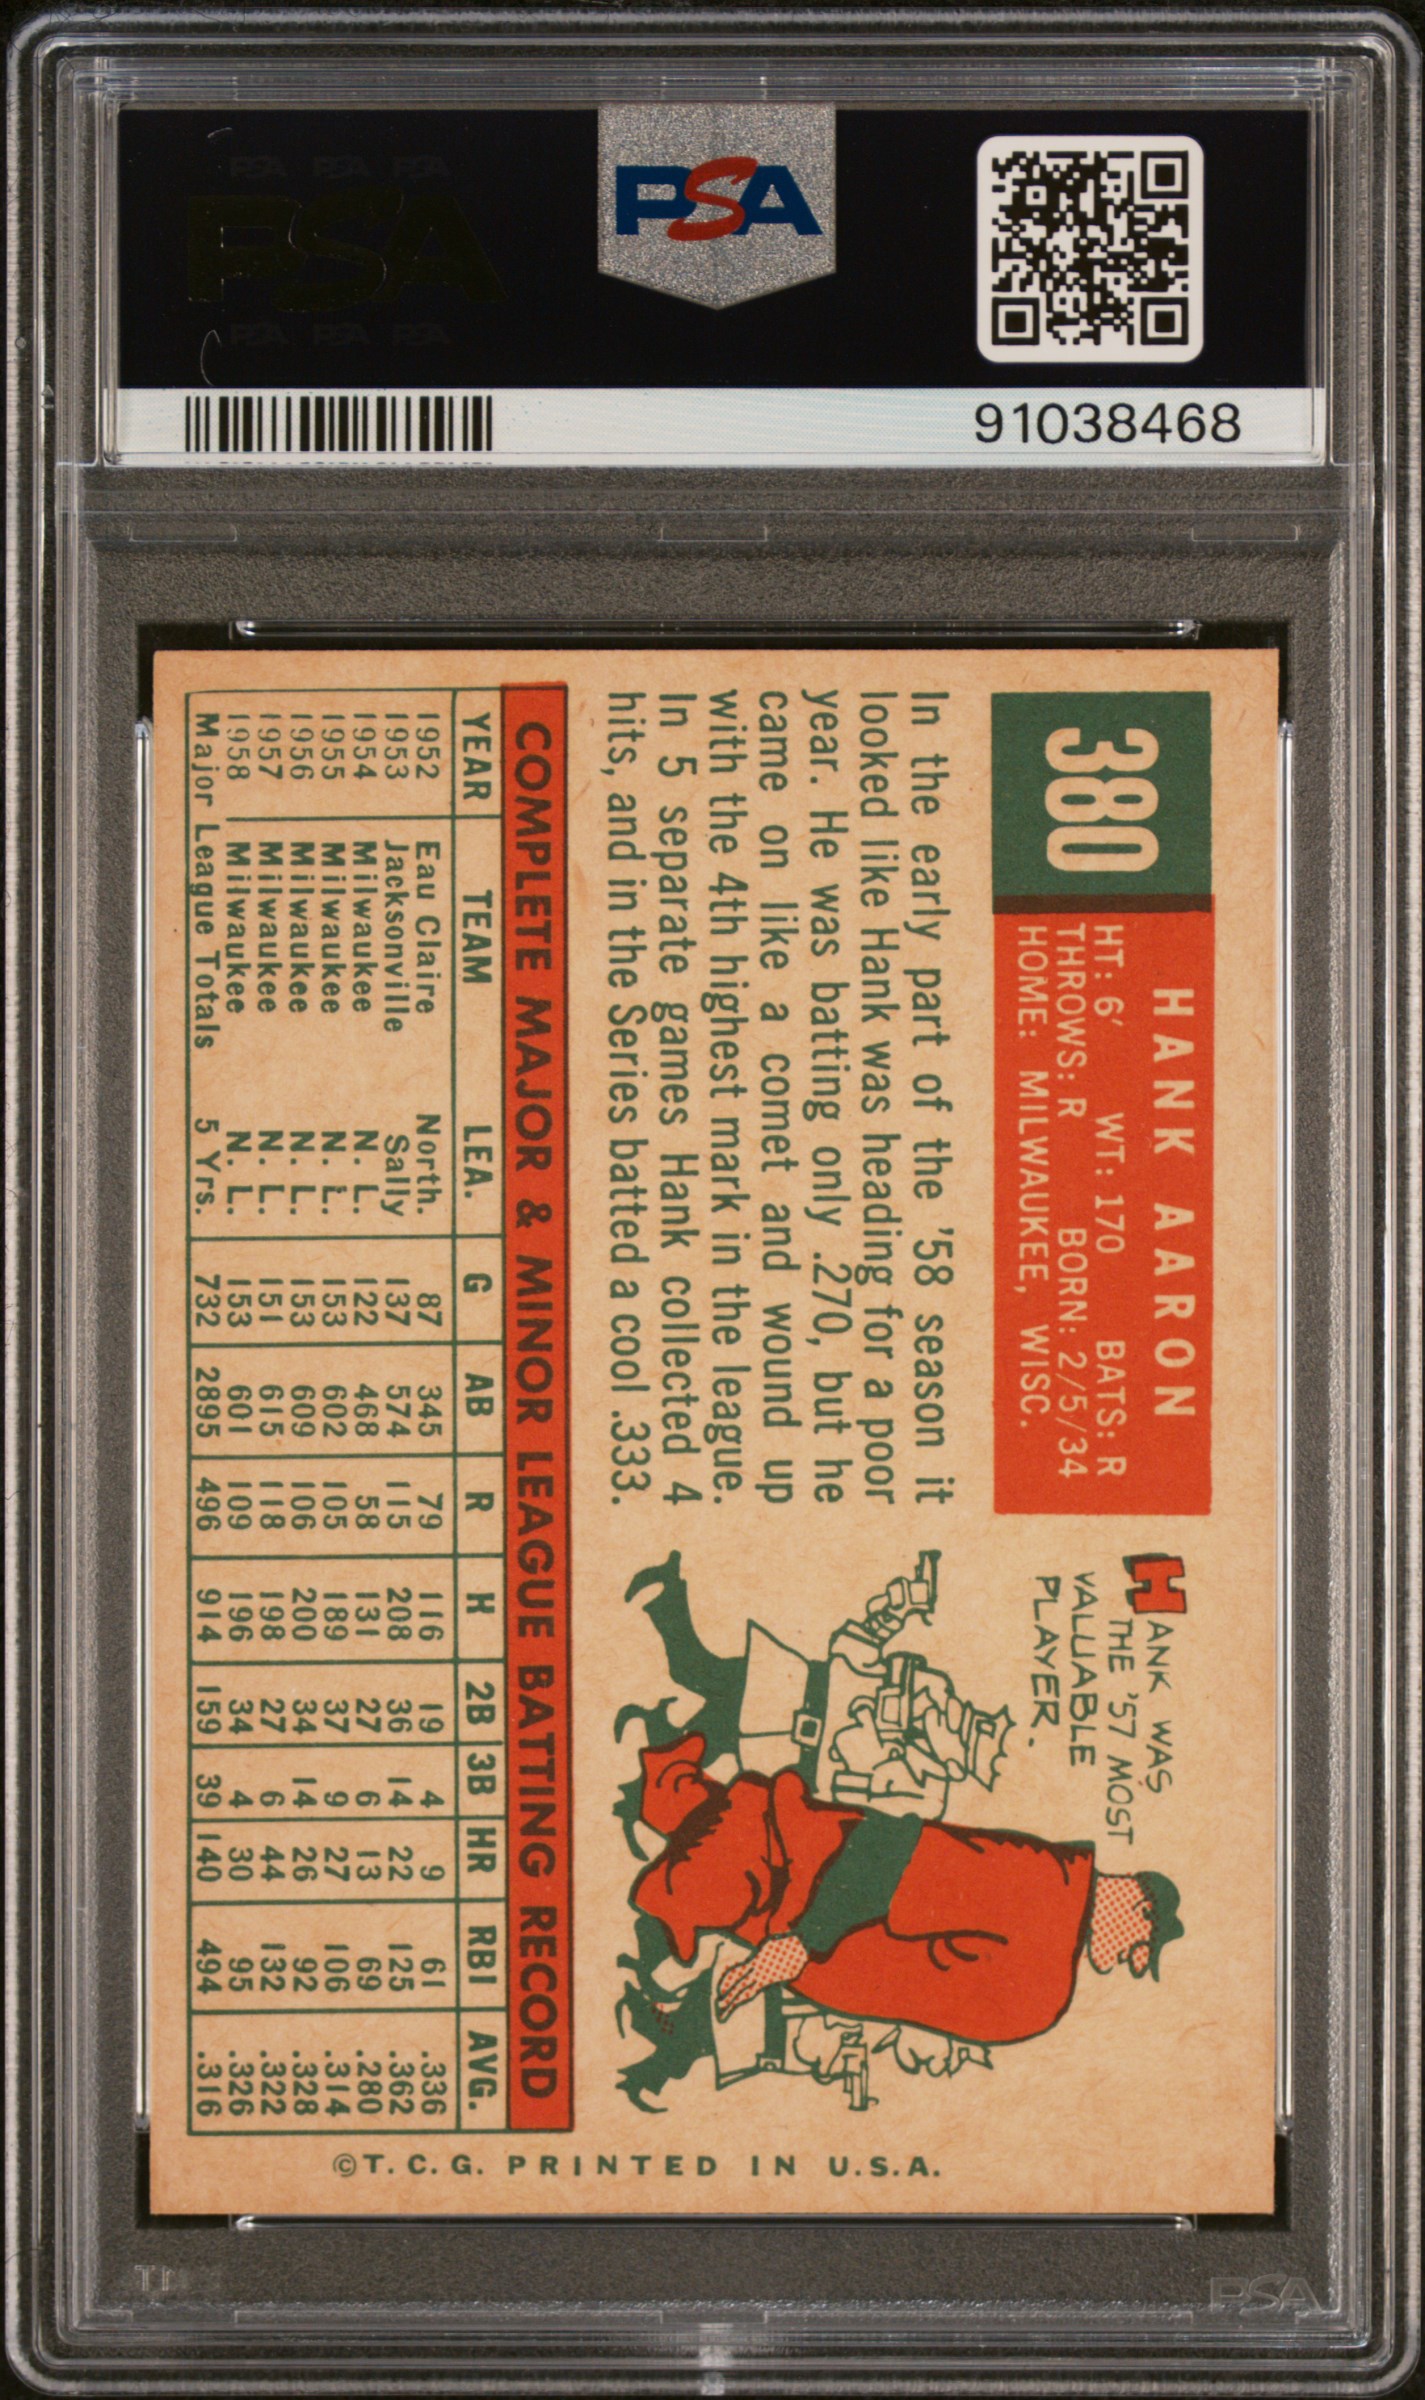 PSA PSA PSA
PSA
PSA PSA PSA
PSA
91038468
380
HANK AARON
HT: 6′ WT: 170 BATS: R
THROWS: R BORN: 2/5/34
HOME: MILWAUKEE, WISC.
HANK WAS
THE '57 MOST
VALUABLE
PLAYER.
In the early part of the '58 season it
looked like Hank was heading for a poor
year. He was batting only .270, but he
came on like a comet and wound up
with the 4th highest mark in the league.
In 5 separate games Hank collected 4
hits, and in the Series batted a cool .333.
COMPLETE MAJOR & MINOR LEAGUE BATTING RECORD
YEAR TEAM LEA. G AB R H 2B 3B HR RBI AVG.
1952 Eau Claire North. 87 345 79 116 19 4 9 61 .336
1953 Jacksonville Sally 137 574 115 208 36 14 22 125 .362
1954 Milwaukee N. L. 122 468 58 131 27 6 13 69 .280
1955 Milwaukee N. L. 153 602 105 189 37 9 27 106 .314
1956 Milwaukee N. L. 153 609 106 200 34 14 26 92 .328
1957 Milwaukee N. L. 151 615 118 198 27 6 44 132 .322
1958 Milwaukee N. L. 153 601 109 196 34 4 30 95 .326
Major League Totals 5 Yrs. 732 2895 496 914 159 39 140 494 .316
©T. C. G. PRINTED IN U.S.A.
PSA